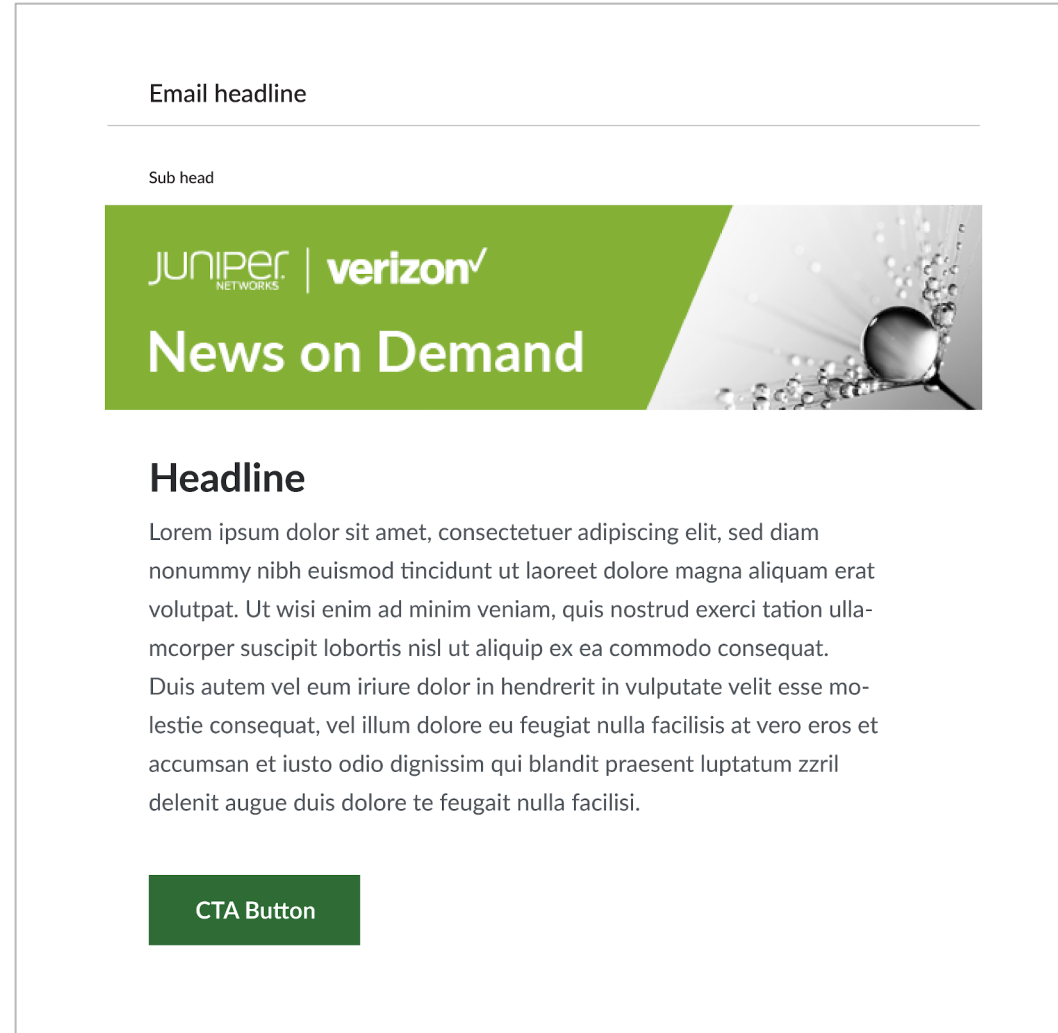 Email headline
Sub head
JUNIPEr
NETWORKS
verizon
News on Demand
Headline
Lorem ipsum dolor sit amet, consectetuer adipiscing elit, sed diam
nonummy nibh euismod tincidunt ut laoreet dolore magna aliquam erat
volutpat. Ut wisi enim ad minim veniam, quis nostrud exerci tation ulla-
mcorper suscipit lobortis nisl ut aliquip ex ea commodo consequat.
Duis autem vel eum iriure dolor in hendrerit in vulputate velit esse mo-
lestie consequat, vel illum dolore eu feugiat nulla facilisis at vero eros et
accumsan et iusto odio dignissim qui blandit praesent luptatum zzril
delenit augue duis dolore te feugait nulla facilisi.
CTA Button